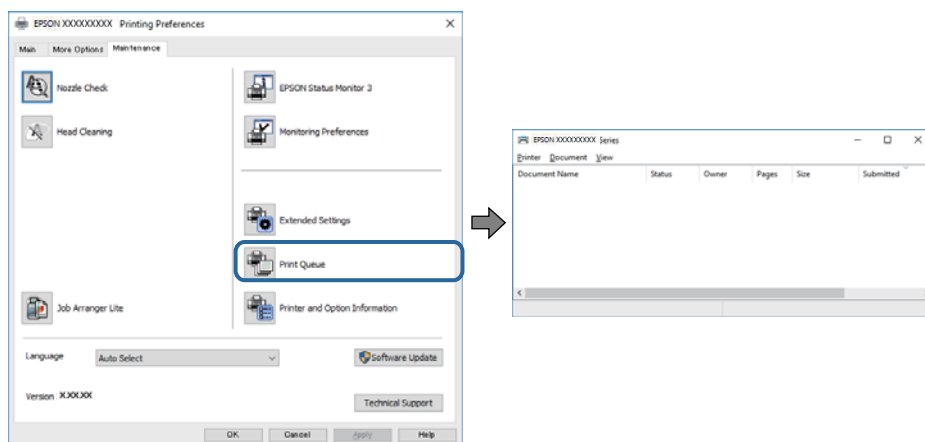 EPSON XXXXXXXXX Printing Preferences
Main More Options Maintenance
Nozzle Check
Head Cleaning
Job Arranger Lite
EPSON Status Monitor 3
Monitoring Preferences
Extended Settings
Print Queue
Printer and Option Information
Language Auto Select Software Update
Version X.XX.XX
Technical Support
OK Cancel Apply Help
EPSON XXXXXXXXX Series
Printer Document View
Document Name Status Owner Pages Size Submitted